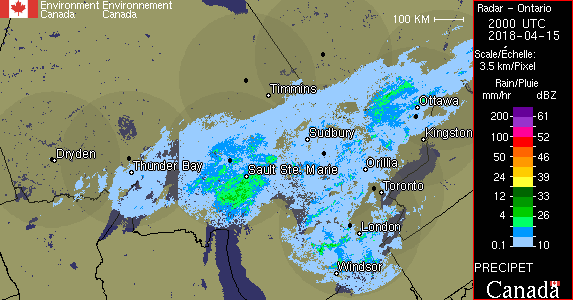 Environment Environnement
Canada Canada
100 KM
Radar - Ontario
2000 UTC
2018-04-15
Scale/Échelle:
3.5 km/Pixel
Rain/Pluie
mm/hr dBZ
200 61
100 52
50 46
24 39
12 33
4 26
0.1 10
PRECIPET
Canada
Timmins
Ottawa
Sudbury
Kingston
Dryden
Thunder Bay
Sault Ste. Marie
Orillia
Toronto
London
Windsor